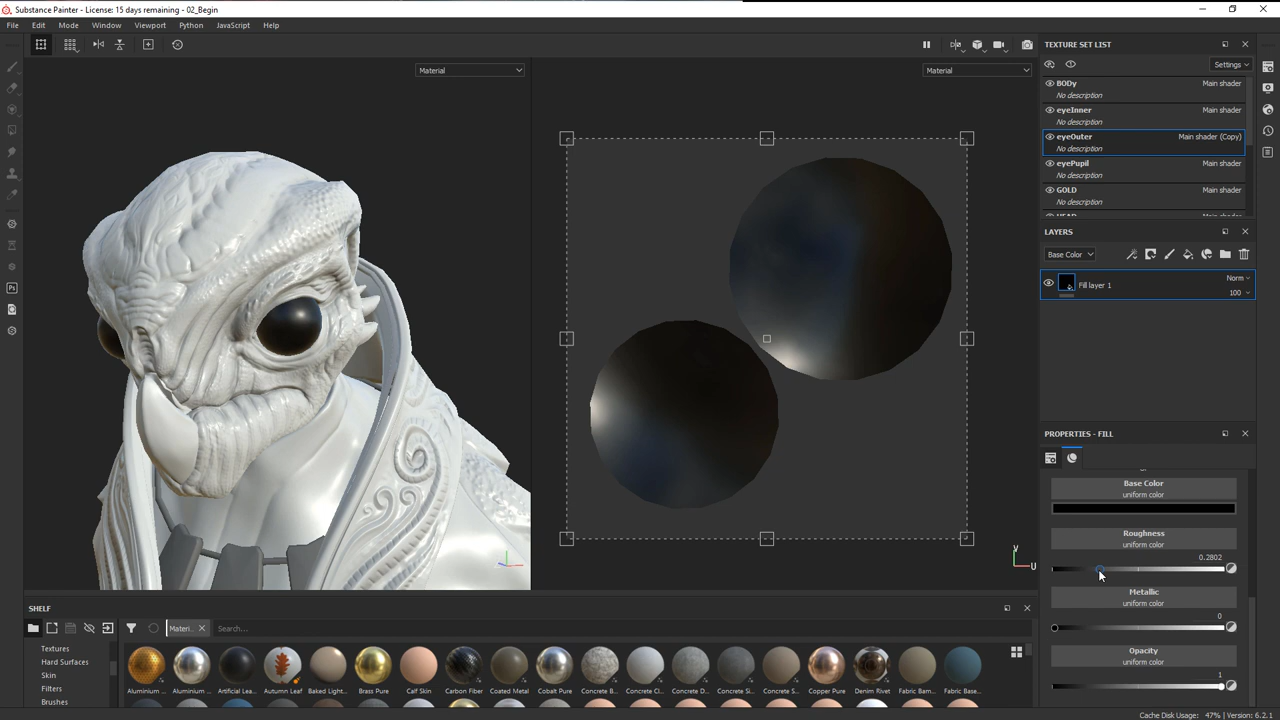 Substance Painter - License: 15 days remaining - 02_Begin
File Edit Mode Window Viewport Python JavaScript Help
Material
Material
TEXTURE SET LIST
Settings
BODy Main shader
No description
eyeInner Main shader
No description
eyeOuter Main shader (Copy)
No description
eyePupil Main shader
No description
GOLD Main shader
No description
LAYERS
Base Color
Fill layer 1
Norm
100
PROPERTIES - FILL
Base Color
uniform color
Roughness
uniform color
0.2802
Metallic
uniform color
0
Opacity
uniform color
1
V
U
Ps
SHELF
Materi...
Search...
Textures
Hard Surfaces
Skin
Filters
Brushes
Aluminium ... Aluminium ... Artificial Lea... Autumn Leaf Baked Light... Brass Pure Calf Skin Carbon Fiber Coated Metal Cobalt Pure Concrete B... Concrete Cl... Concrete D... Concrete Si... Concrete S... Copper Pure Denim Rivet Fabric Bam... Fabric Base...
Cache Disk Usage: 47% | Version: 6.2.1